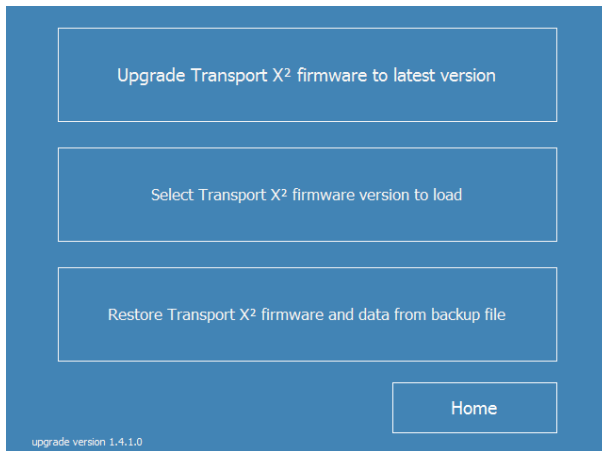 Upgrade Transport X² firmware to latest version
Select Transport X² firmware version to load
Restore Transport X² firmware and data from backup file
Home
upgrade version 1.4.1.0